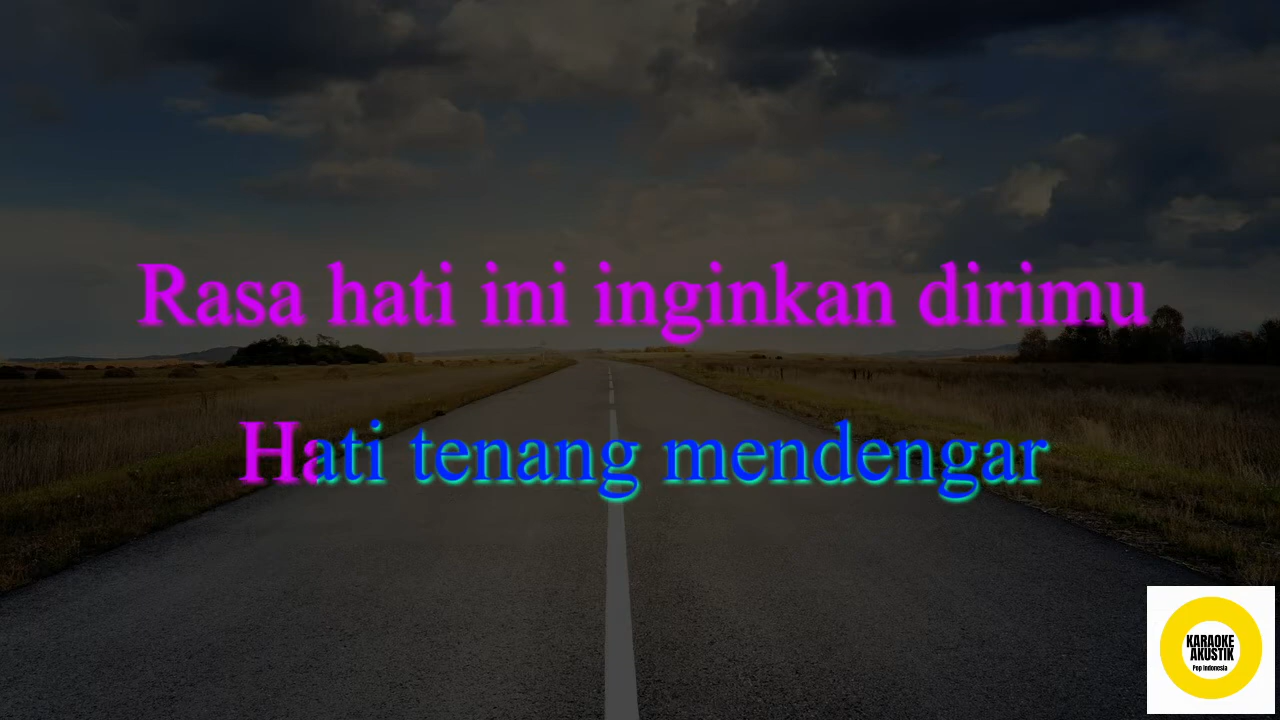 Rasa hati ini inginkan dirimu
Hati tenang mendengar
KARAOKE
AKUSTIK
Pop Indonesia